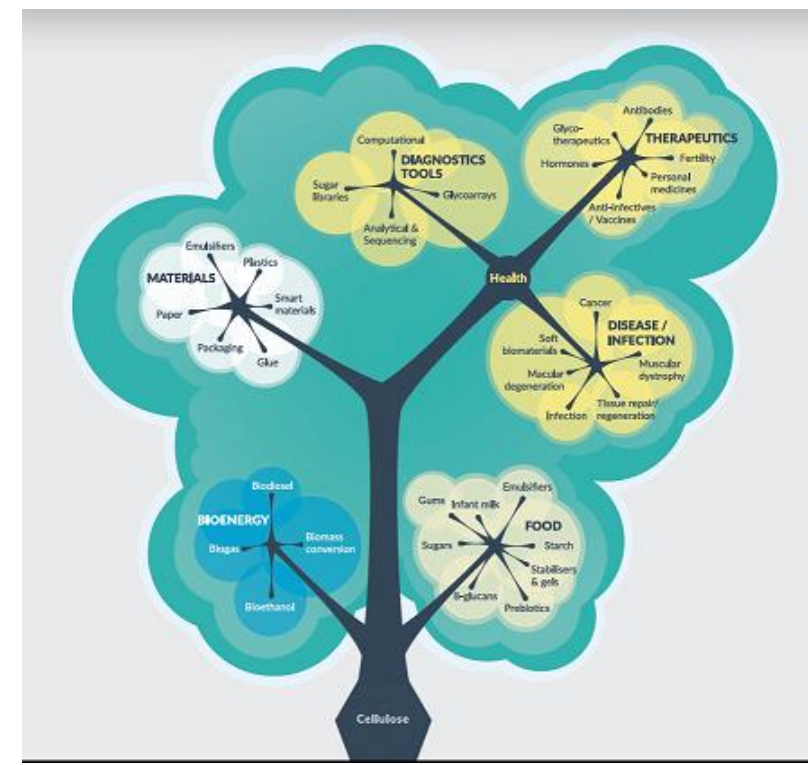 Computational
DIAGNOSTICS
TOOLS
Sugar
libraries
Glycoarrays
Analytical &
Sequencing
Antibodies
Glyco-
therapeutics
THERAPEUTICS
Hormones
Fertility
Personal
medicines
Anti-infectives
/ Vaccines
Health
Emulsifiers
Plastics
MATERIALS
Smart
materials
Paper
Packaging
Glue
Cancer
DISEASE /
INFECTION
Soft
biomaterials
Muscular
dystrophy
Macular
degeneration
Tissue repair/
regeneration
Infection
Biodiesel
BIOENERGY
Biogas
Biomass
conversion
Bioethanol
Emulsifiers
Gums
Infant milk
FOOD
Sugars
Starch
Stabilisers
& gels
ß-glucans
Prebiotics
Cellulose